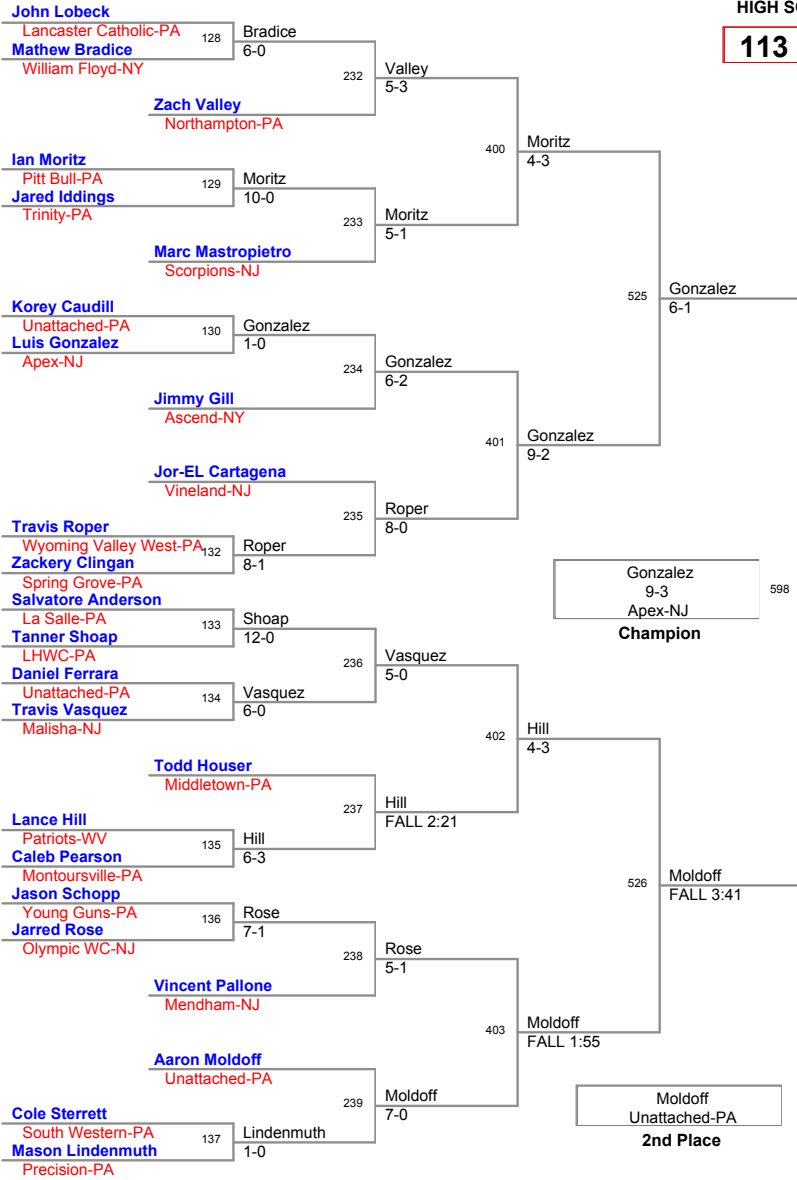 HIGH SC
113
John Lobeck
Lancaster Catholic-PA
128
Mathew Bradice
William Floyd-NY
Bradice
6-0
232
Zach Valley
Northampton-PA
Valley
5-3
400
Ian Moritz
Pitt Bull-PA
129
Jared Iddings
Trinity-PA
Moritz
10-0
233
Marc Mastropietro
Scorpions-NJ
Moritz
5-1
Moritz
4-3
525
Korey Caudill
Unattached-PA
130
Luis Gonzalez
Apex-NJ
Gonzalez
1-0
234
Jimmy Gill
Ascend-NY
Gonzalez
6-2
401
Jor-EL Cartagena
Vineland-NJ
235
Travis Roper
Wyoming Valley West-PA
132
Zackery Clingan
Spring Grove-PA
Roper
8-1
Roper
8-0
Gonzalez
9-2
Gonzalez
6-1
Gonzalez
9-3
Apex-NJ
598
Champion
Salvatore Anderson
La Salle-PA
133
Tanner Shoap
LHWC-PA
Shoap
12-0
236
Daniel Ferrara
Unattached-PA
134
Travis Vasquez
Malisha-NJ
Vasquez
6-0
Vasquez
5-0
402
Todd Houser
Middletown-PA
237
Lance Hill
Patriots-WV
135
Caleb Pearson
Montoursville-PA
Hill
6-3
Hill
FALL 2:21
Hill
4-3
526
Jason Schopp
Young Guns-PA
136
Jarred Rose
Olympic WC-NJ
Rose
7-1
238
Vincent Pallone
Mendham-NJ
Rose
5-1
403
Aaron Moldoff
Unattached-PA
239
Cole Sterrett
South Western-PA
137
Mason Lindenmuth
Precision-PA
Lindenmuth
1-0
Moldoff
7-0
Moldoff
FALL 1:55
Moldoff
FALL 3:41
Moldoff
Unattached-PA
2nd Place